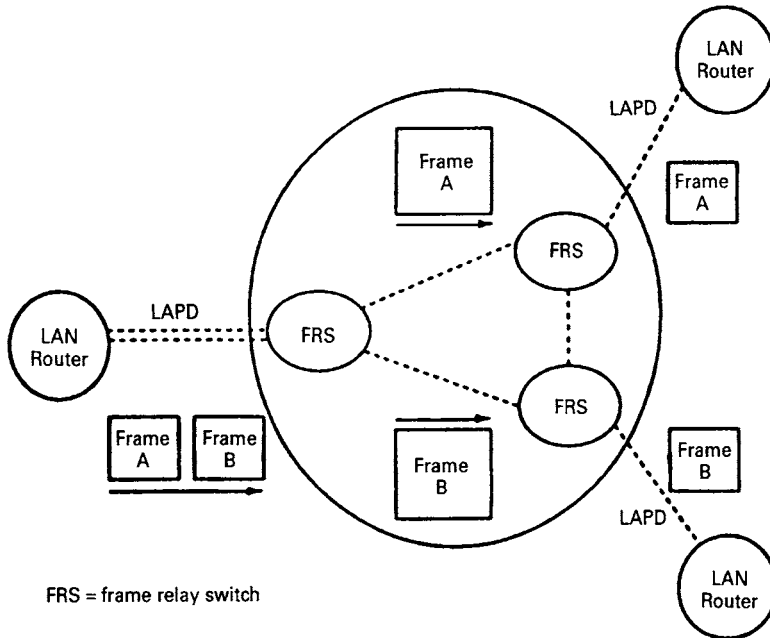 LAN
Router
LAPD
Frame
A
Frame
A
FRS
LAPD
FRS
LAN
Router
FRS
Frame
A
Frame
B
Frame
B
Frame
B
LAPD
LAN
Router
FRS = frame relay switch